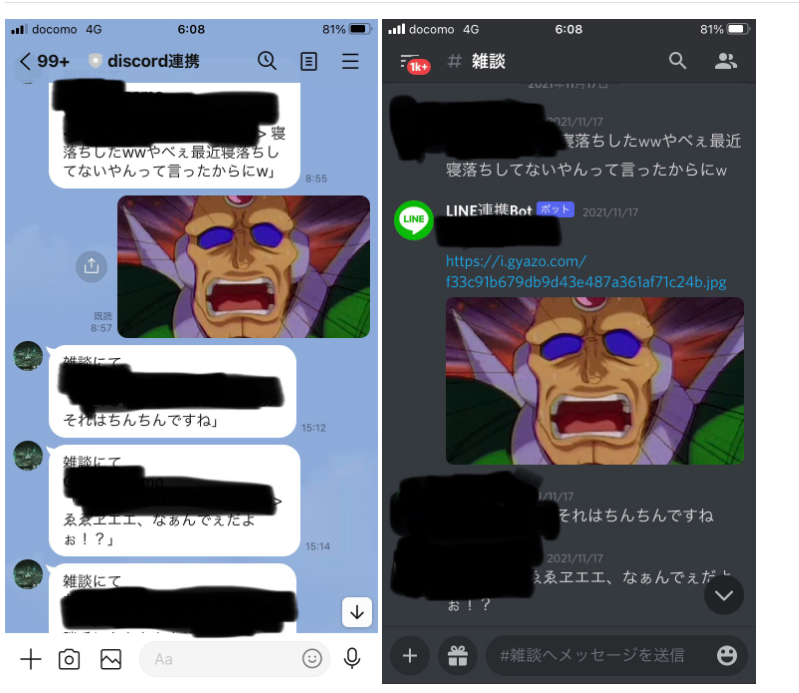 docomo 4G 6:08 81%
99+ discord連携
> 寝
落ちしたwwやべぇ最近寝落ちし
てないやんって言ったからにw」
8:55
既読
8:57
雑談にて
それはちんちんですね」
15:12
雑談にて
>
ゑゑヱエエ、なぁんでぇだよ
ぉ!?」
15:14
雑談にて
Aa
docomo 4G 6:08 81%
1k+ # 雑談
2021年11月17日
2021/11/17
寝落ちしたwwやべぇ最近
寝落ちしてないやんって言ったからにw
LINE LINE連携Bot ボット 2021/11/17
https://i.gyazo.com/
f33c91b679db9d43e487a361af71c24b.jpg
/11/17
それはちんちんですね
2021/11/17
ゑゑヱエエ、なぁんでぇだよ
ぉ!?
#雑談へメッセージを送信